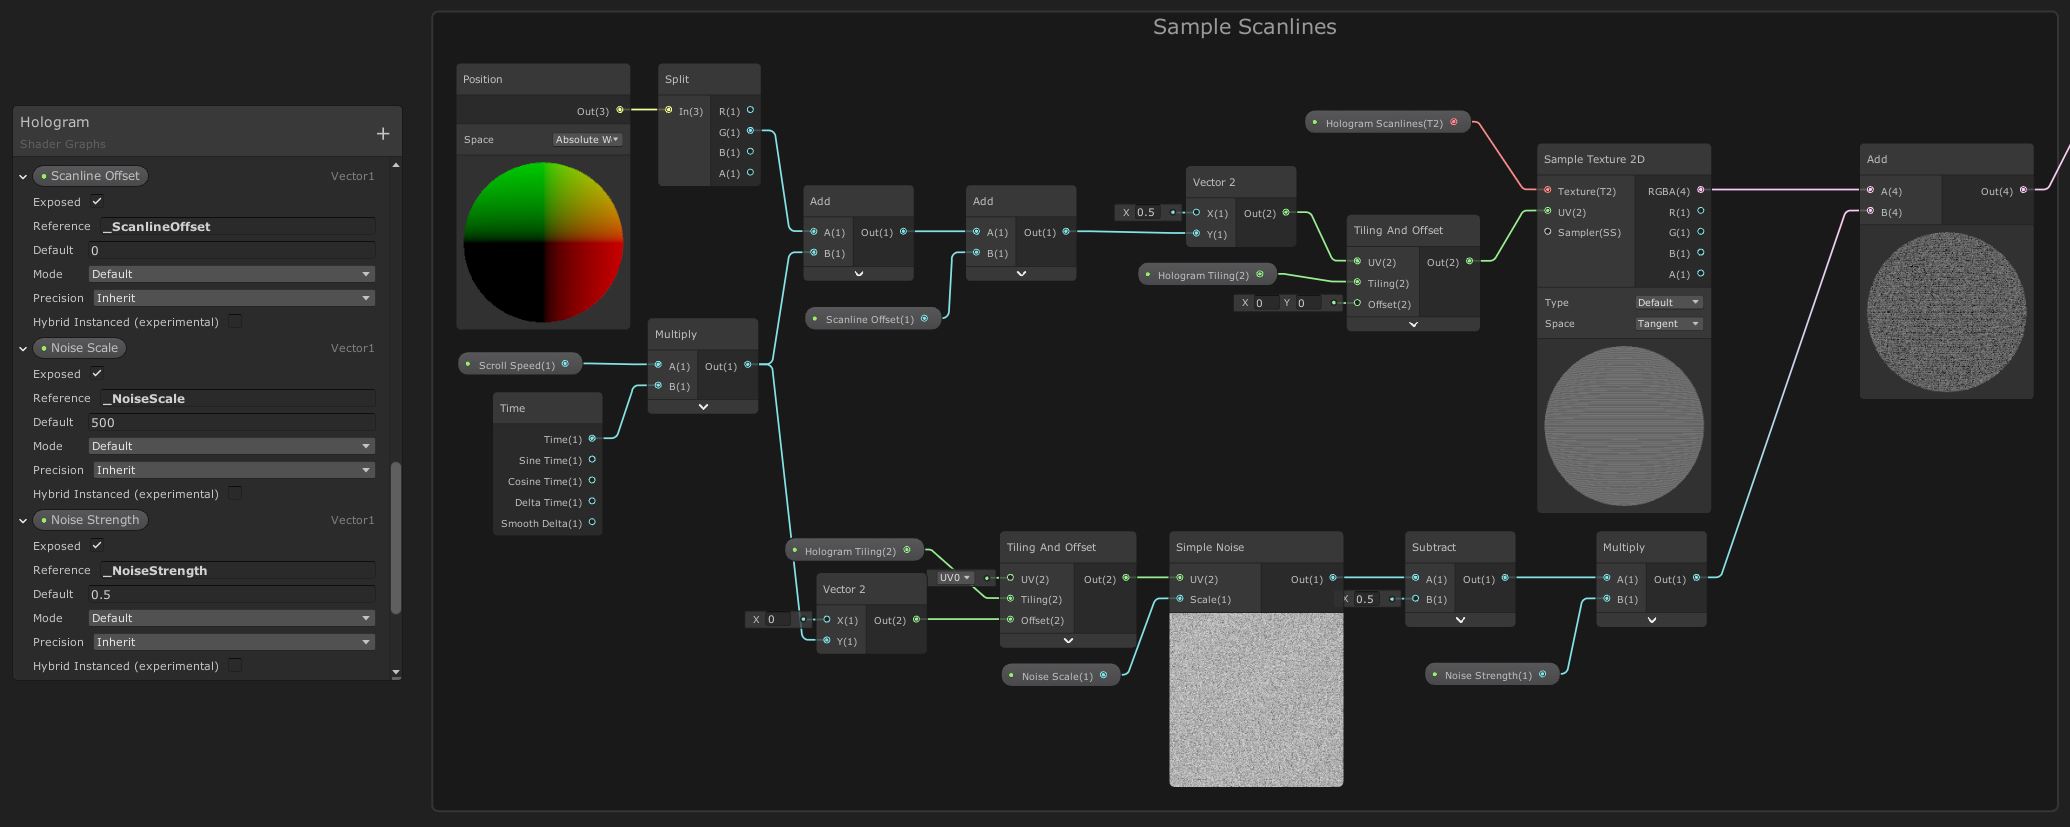 Sample Scanlines
Hologram
+
Shader Graphs
Scanline Offset Vector1
Exposed
Reference _ScanlineOffset
Default 0
Mode Default
Precision Inherit
Hybrid Instanced (experimental)
Noise Scale Vector1
Exposed
Reference _NoiseScale
Default 500
Mode Default
Precision Inherit
Hybrid Instanced (experimental)
Noise Strength Vector1
Exposed
Reference _NoiseStrength
Default 0.5
Mode Default
Precision Inherit
Hybrid Instanced (experimental)
Position
Out(3)
Space Absolute W
Split
In(3) R(1)
G(1)
B(1)
A(1)
Scroll Speed(1)
Time
Time(1)
Sine Time(1)
Cosine Time(1)
Delta Time(1)
Smooth Delta(1)
Multiply
A(1) Out(1)
B(1)
Add
A(1) Out(1)
B(1)
Scanline Offset(1)
Add
A(1) Out(1)
B(1)
X 0.5
Vector 2
X(1) Out(2)
Y(1)
Hologram Tiling(2)
X 0 Y 0
Tiling And Offset
UV(2) Out(2)
Tiling(2)
Offset(2)
Hologram Scanlines(T2)
Sample Texture 2D
Texture(T2) RGBA(4)
UV(2) R(1)
Sampler(SS) G(1)
B(1)
A(1)
Type Default
Space Tangent
Add
A(4) Out(4)
B(4)
Hologram Tiling(2)
UV0
X 0
Vector 2
X(1) Out(2)
Y(1)
Tiling And Offset
UV(2) Out(2)
Tiling(2)
Offset(2)
Noise Scale(1)
Simple Noise
UV(2) Out(1)
Scale(1)
X 0.5
Subtract
A(1) Out(1)
B(1)
Noise Strength(1)
Multiply
A(1) Out(1)
B(1)